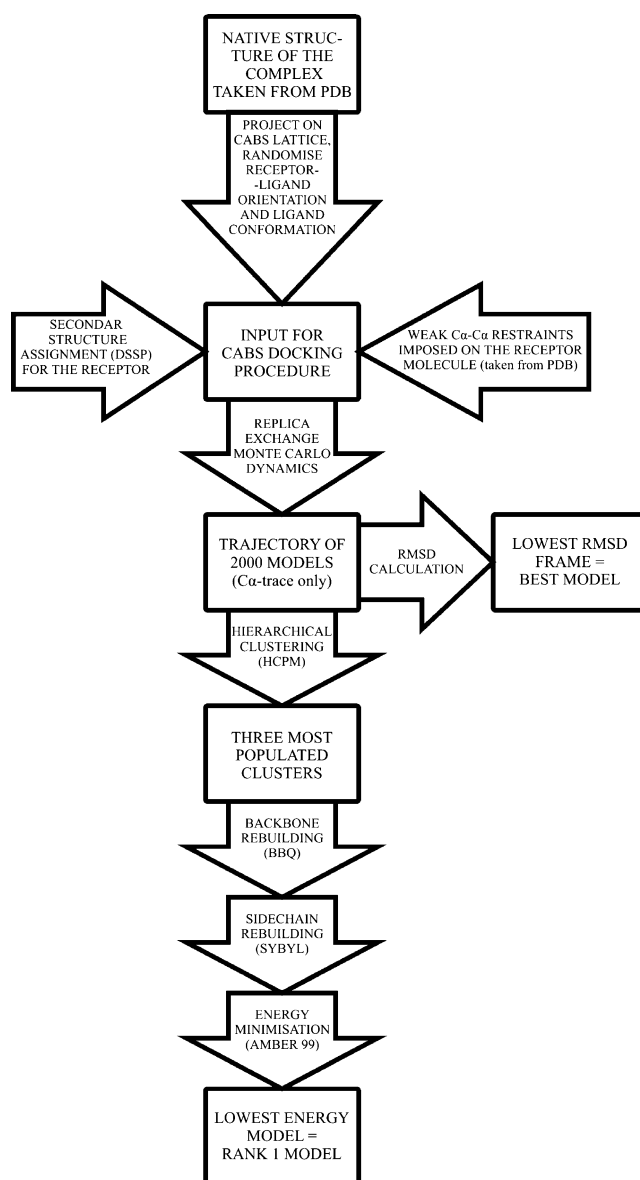 NATIVE STRUC-
TURE OF THE
COMPLEX
TAKEN FROM PDB
PROJECT ON
CABS LATTICE,
RANDOMISE
RECEPTOR-
-LIGAND
ORIENTATION
AND LIGAND
CONFORMATION
SECONDAR
STRUCTURE
ASSIGNMENT (DSSP)
FOR THE RECEPTOR
INPUT FOR
CABS DOCKING
PROCEDURE
WEAK Cα-Cα RESTRAINTS
IMPOSED ON THE RECEPTOR
MOLECULE (taken from PDB)
REPLICA
EXCHANGE
MONTE CARLO
DYNAMICS
TRAJECTORY OF
2000 MODELS
(Cα-trace only)
RMSD
CALCULATION
LOWEST RMSD
FRAME =
BEST MODEL
HIERARCHICAL
CLUSTERING
(HCPM)
THREE MOST
POPULATED
CLUSTERS
BACKBONE
REBUILDING
(BBQ)
SIDECHAIN
REBUILDING
(SYBYL)
ENERGY
MINIMISATION
(AMBER 99)
LOWEST ENERGY
MODEL =
RANK 1 MODEL